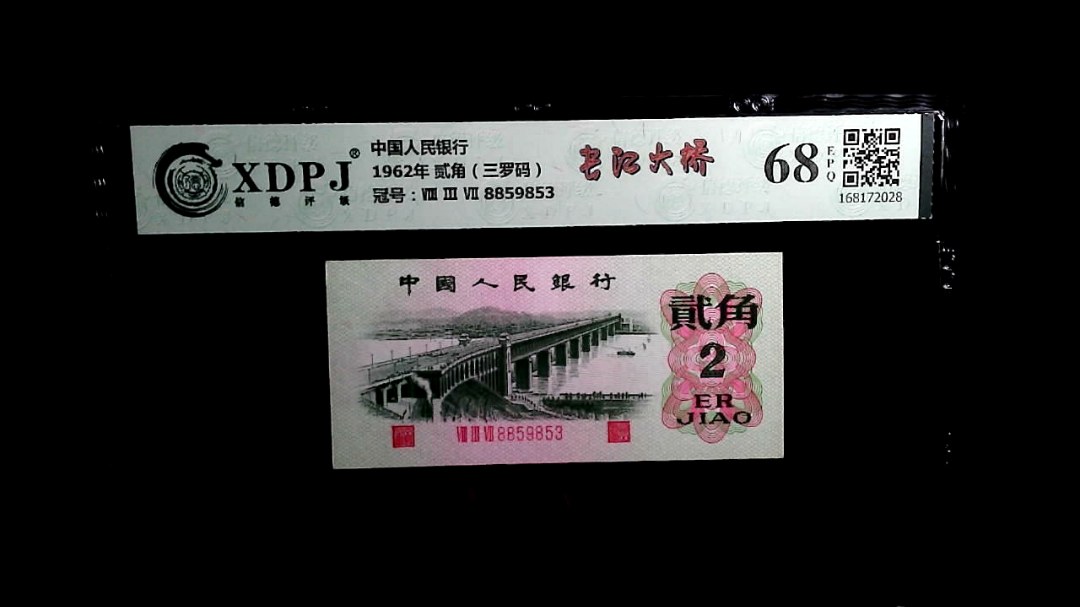 XDPJ®
信德评级
中国人民银行
1962年 贰角（三罗码）
冠号：Ⅷ Ⅲ Ⅶ 8859853
长江大桥
68
EPQ
168172028
中國人民銀行
貳角
2
ER
JIAO
Ⅷ Ⅲ Ⅶ 8859853